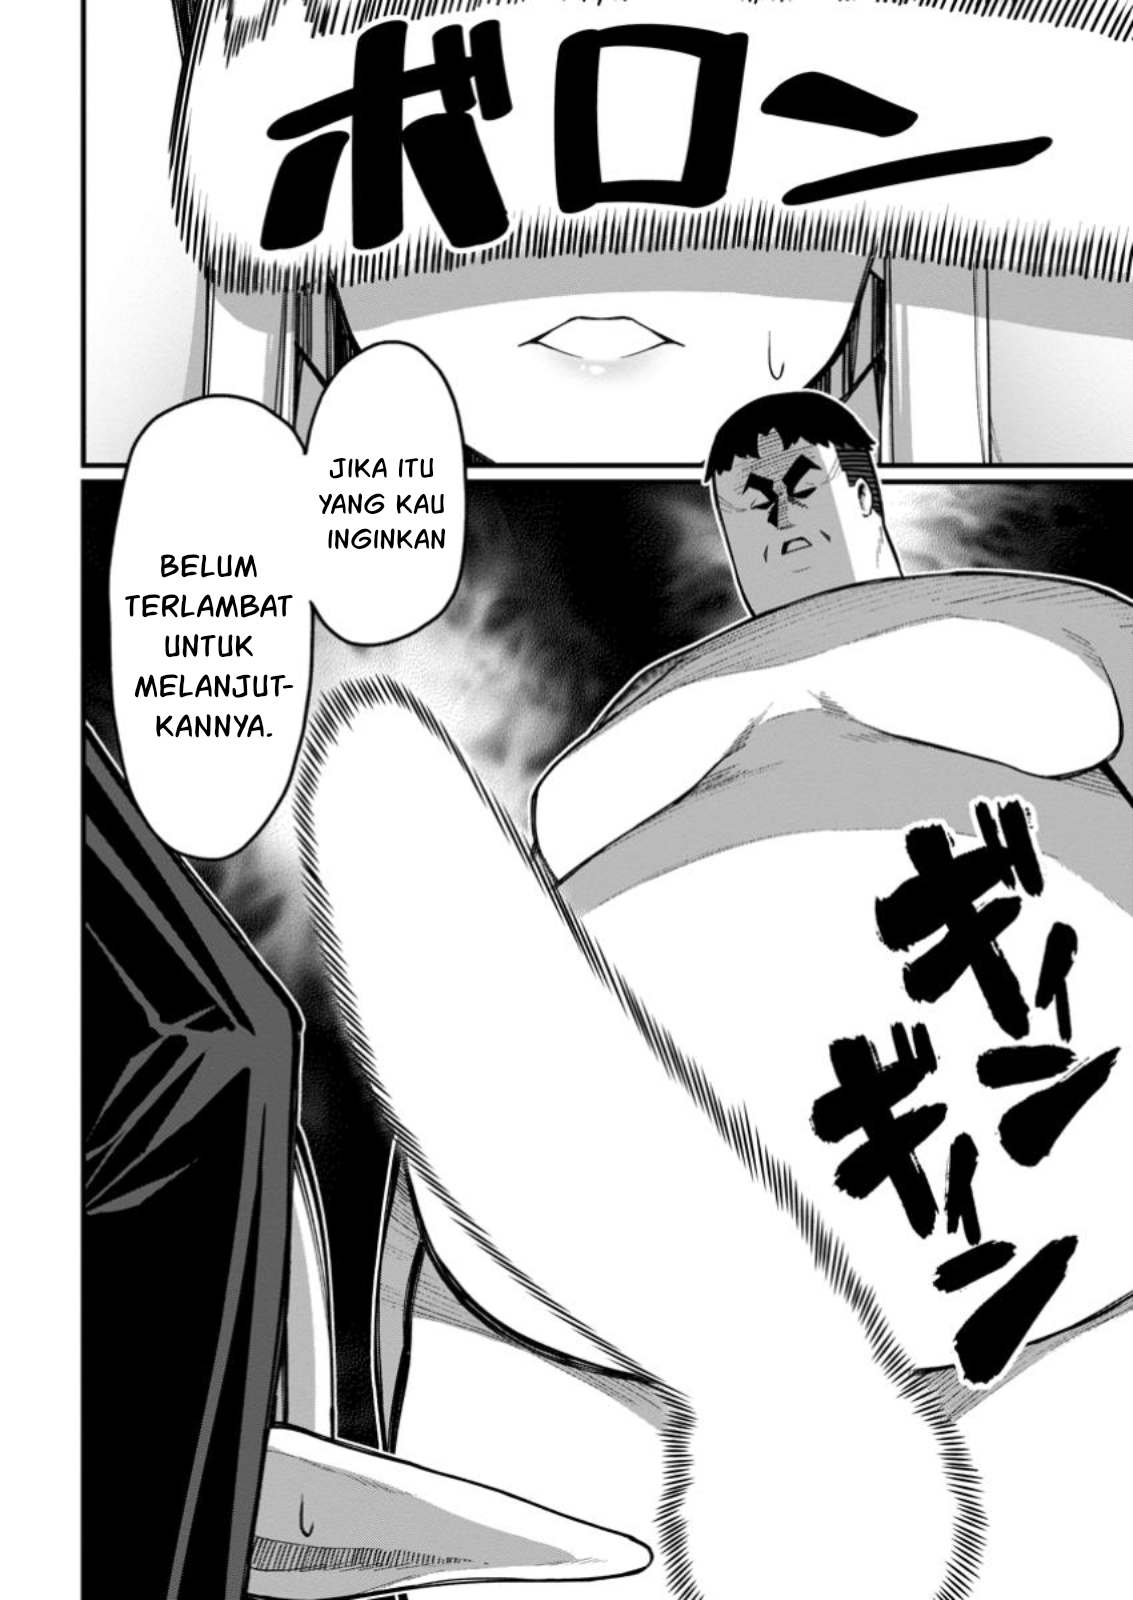 ボロン
JIKA ITU
YANG KAU
INGINKAN
BELUM
TERLAMBAT
UNTUK
MELANJUT-
KANNYA.
ギィン
ギィン